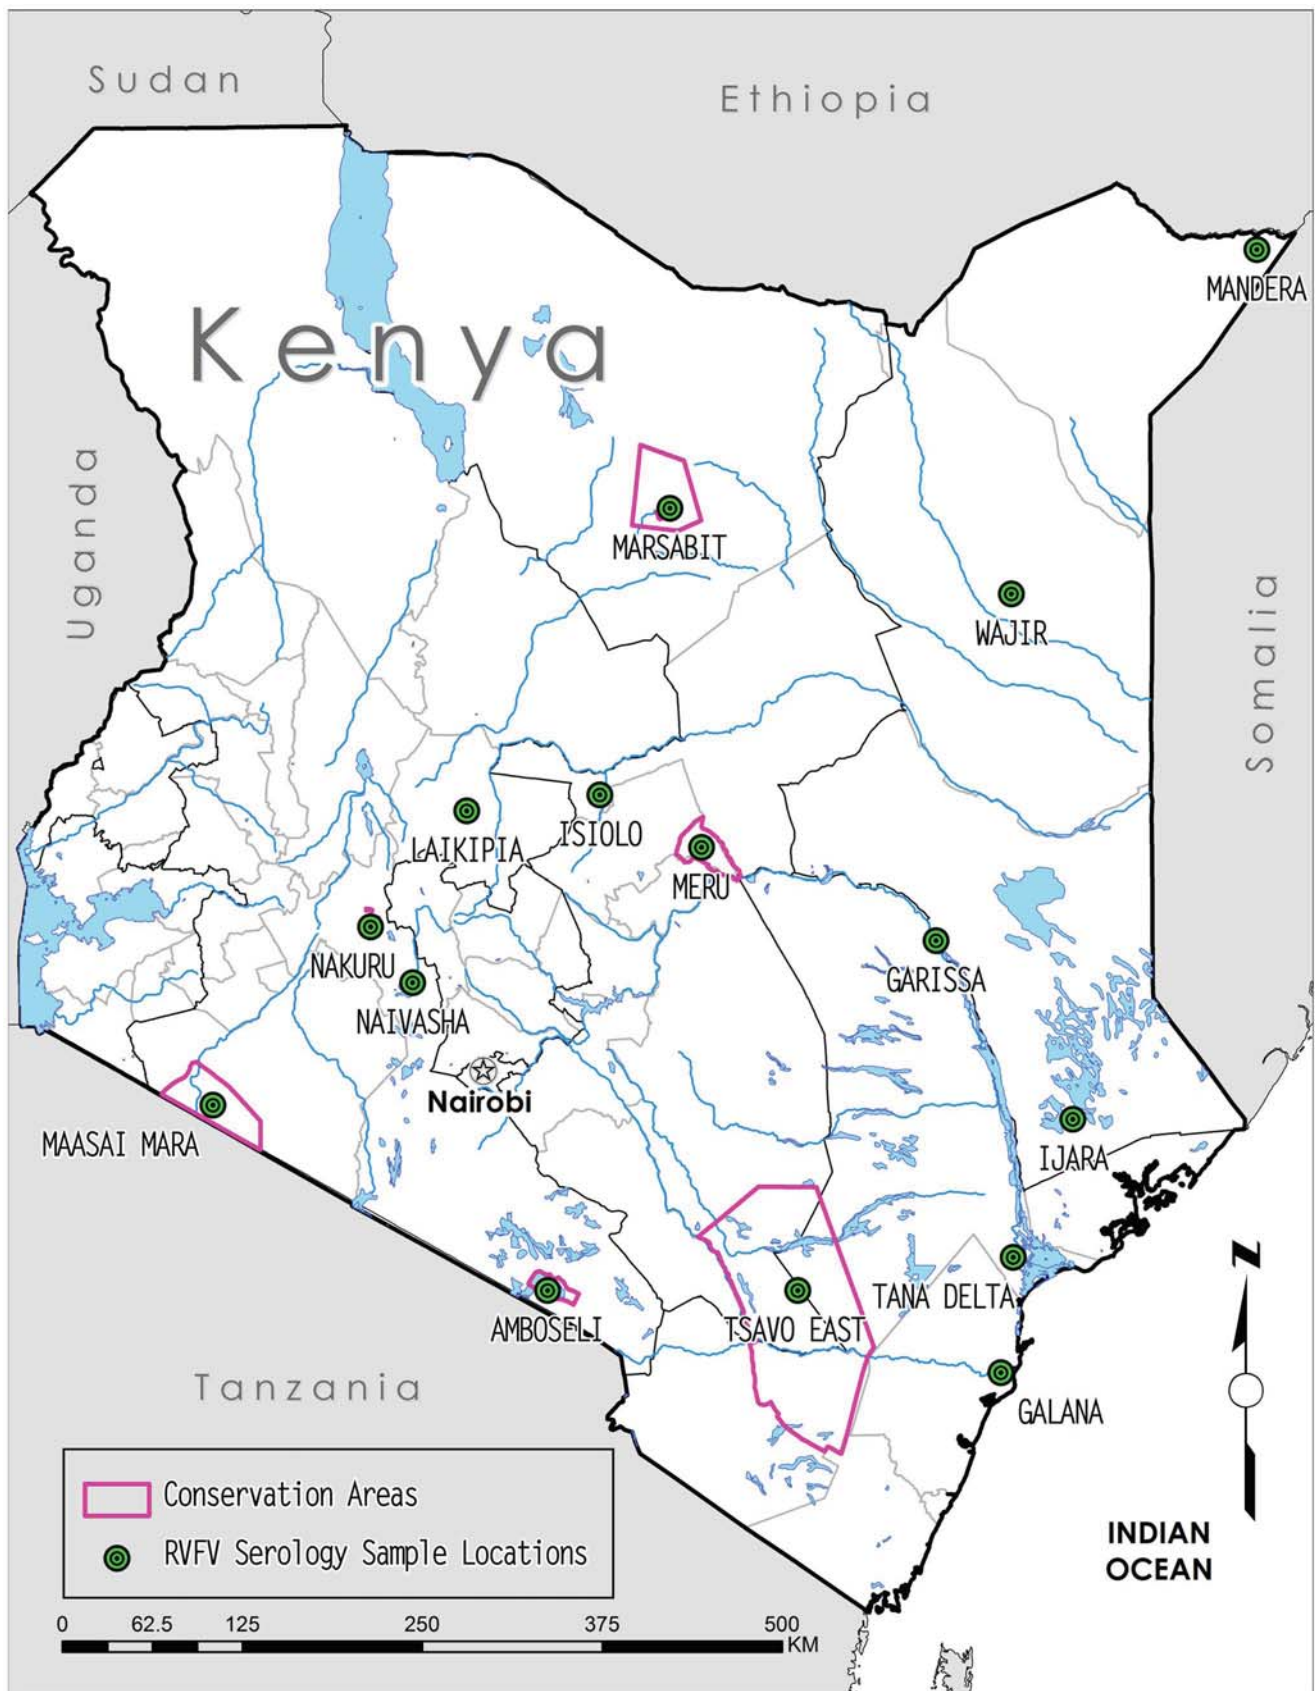 Sudan
Ethiopia
MANDERA
Kenya
Uganda
MARSABIT
WAJIR
Somalia
LAIKIPIA
ISIOLO
MERU
NAKURU
GARISSA
NAIVASHA
Nairobi
MAASAI MARA
IJARA
N
TANA DELTA
AMBOSELI
TSAVO EAST
Tanzania
GALANA
Conservation Areas
RVFV Serology Sample Locations
INDIAN
OCEAN
0 62.5 125 250 375 500
KM